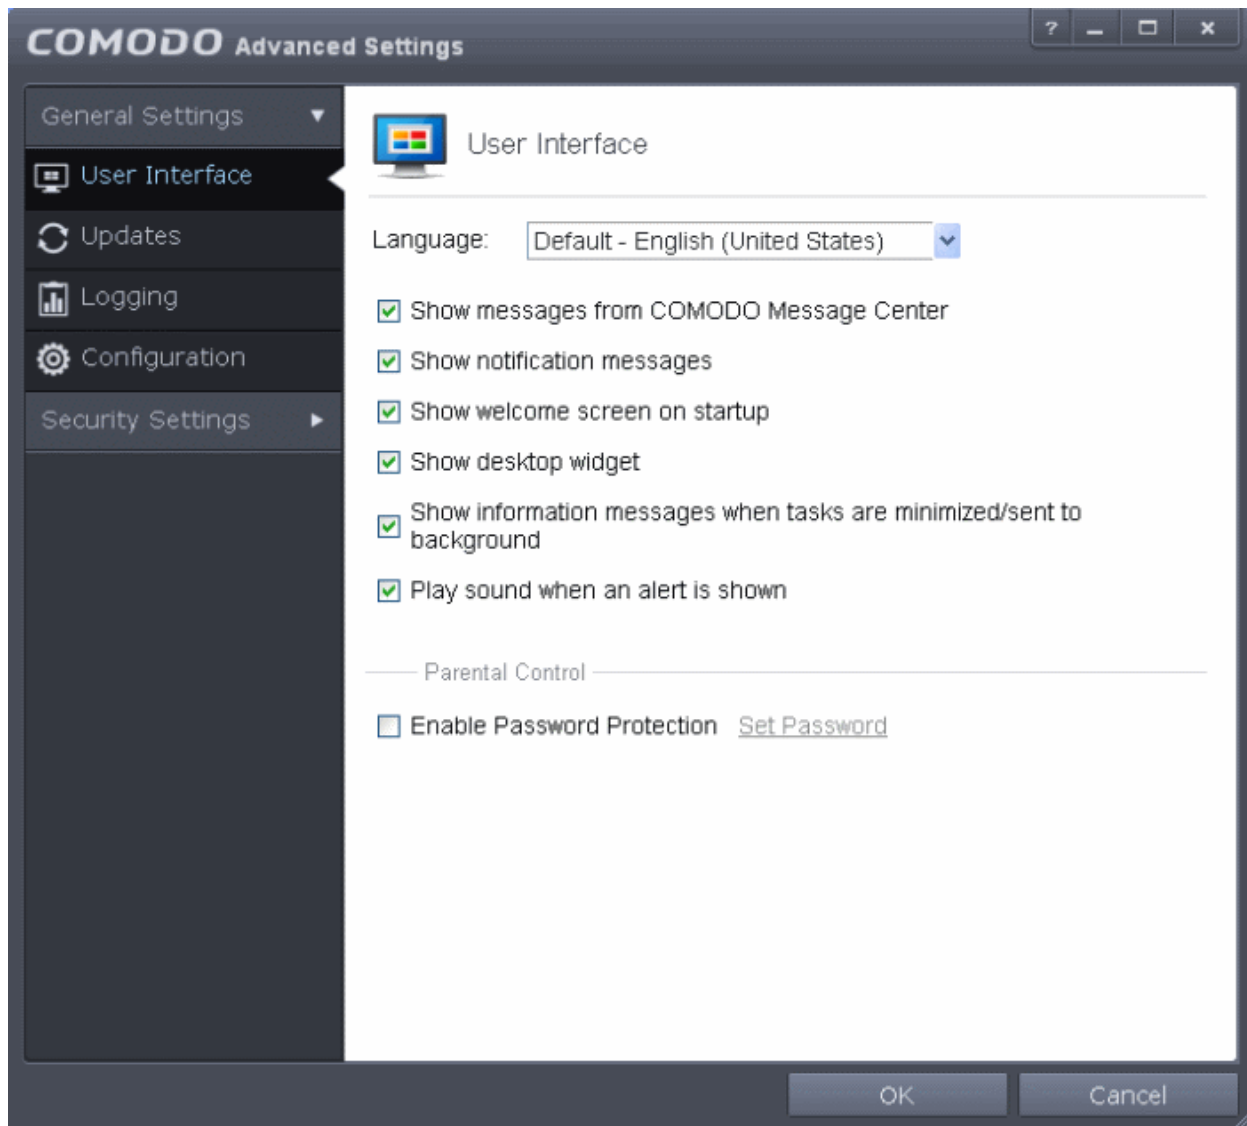 COMODO Advanced Settings
?
General Settings
User Interface
Updates
Logging
Configuration
Security Settings
User Interface
Language: Default - English (United States)
Show messages from COMODO Message Center
Show notification messages
Show welcome screen on startup
Show desktop widget
Show information messages when tasks are minimized/sent to
background
Play sound when an alert is shown
Parental Control
Enable Password Protection Set Password
OK Cancel